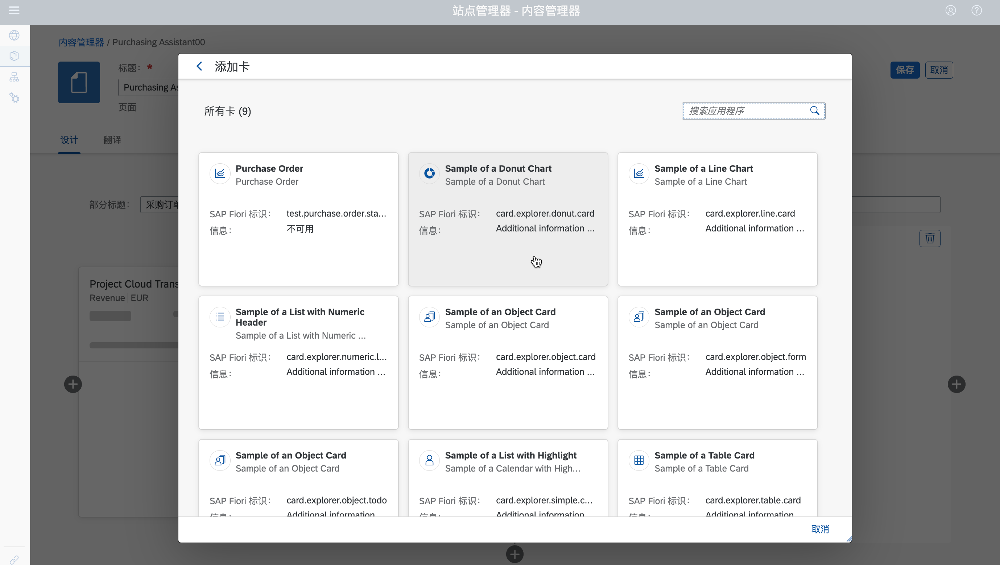 站点管理器 - 内容管理器
内容管理器 / Purchasing Assistant00
标题： *
Purchasing As
页面
保存
取消
设计
翻译
部分标题：
采购订单
Project Cloud Trans
Revenue | EUR
添加卡
所有卡 (9)
搜索应用程序
Purchase Order
Purchase Order
SAP Fiori 标识： test.purchase.order.sta...
信息： 不可用
Sample of a Donut Chart
Sample of a Donut Chart
SAP Fiori 标识： card.explorer.donut.card
信息： Additional information ...
Sample of a Line Chart
Sample of a Line Chart
SAP Fiori 标识： card.explorer.line.card
信息： Additional information ...
Sample of a List with Numeric
Header
Sample of a List with Numeric ...
SAP Fiori 标识： card.explorer.numeric.l...
信息： Additional information ...
Sample of an Object Card
Sample of an Object Card
SAP Fiori 标识： card.explorer.object.card
信息： Additional information ...
Sample of an Object Card
Sample of an Object Card
SAP Fiori 标识： card.explorer.object.form
信息： Additional information ...
Sample of an Object Card
Sample of an Object Card
SAP Fiori 标识： card.explorer.object.todo
信息： Additional information
Sample of a List with Highlight
Sample of a Calendar with High...
SAP Fiori 标识： card.explorer.simple.c...
信息： Additional information
Sample of a Table Card
Sample of a Table Card
SAP Fiori 标识： card.explorer.table.card
信息： Additional information
取消